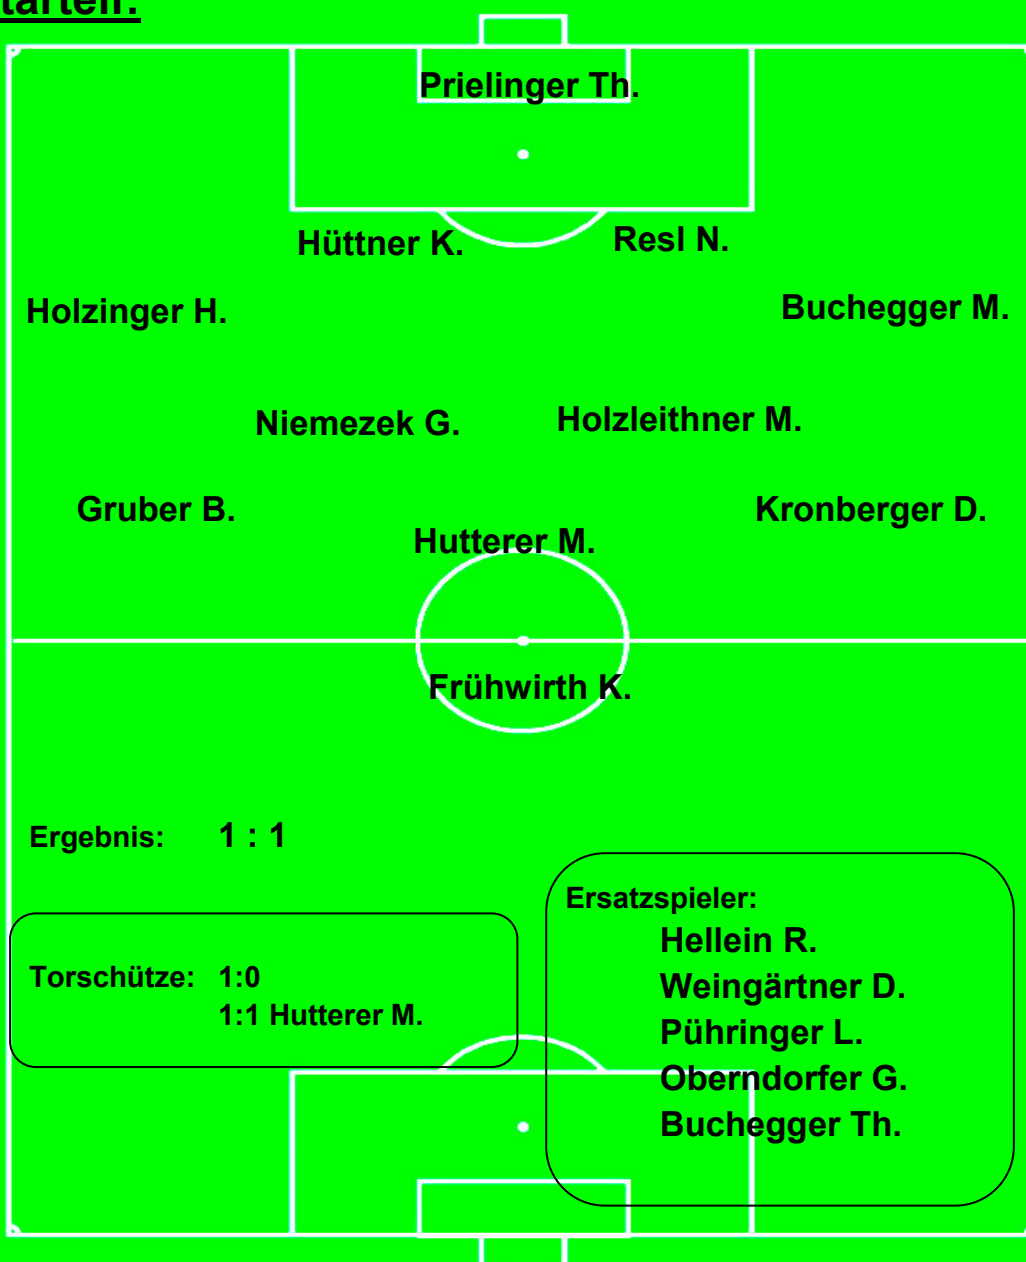 Prielinger Th.
Hüttner K. Resl N.
Holzinger H. Buchegger M.
Niemezek G. Holzleithner M.
Gruber B. Kronberger D.
Hutterer M.
Frühwirth K.
Ergebnis: 1 : 1
Torschütze: 1:0
1:1 Hutterer M.
Ersatzspieler:
Hellein R.
Weingärtner D.
Pühringer L.
Oberndorfer G.
Buchegger Th.